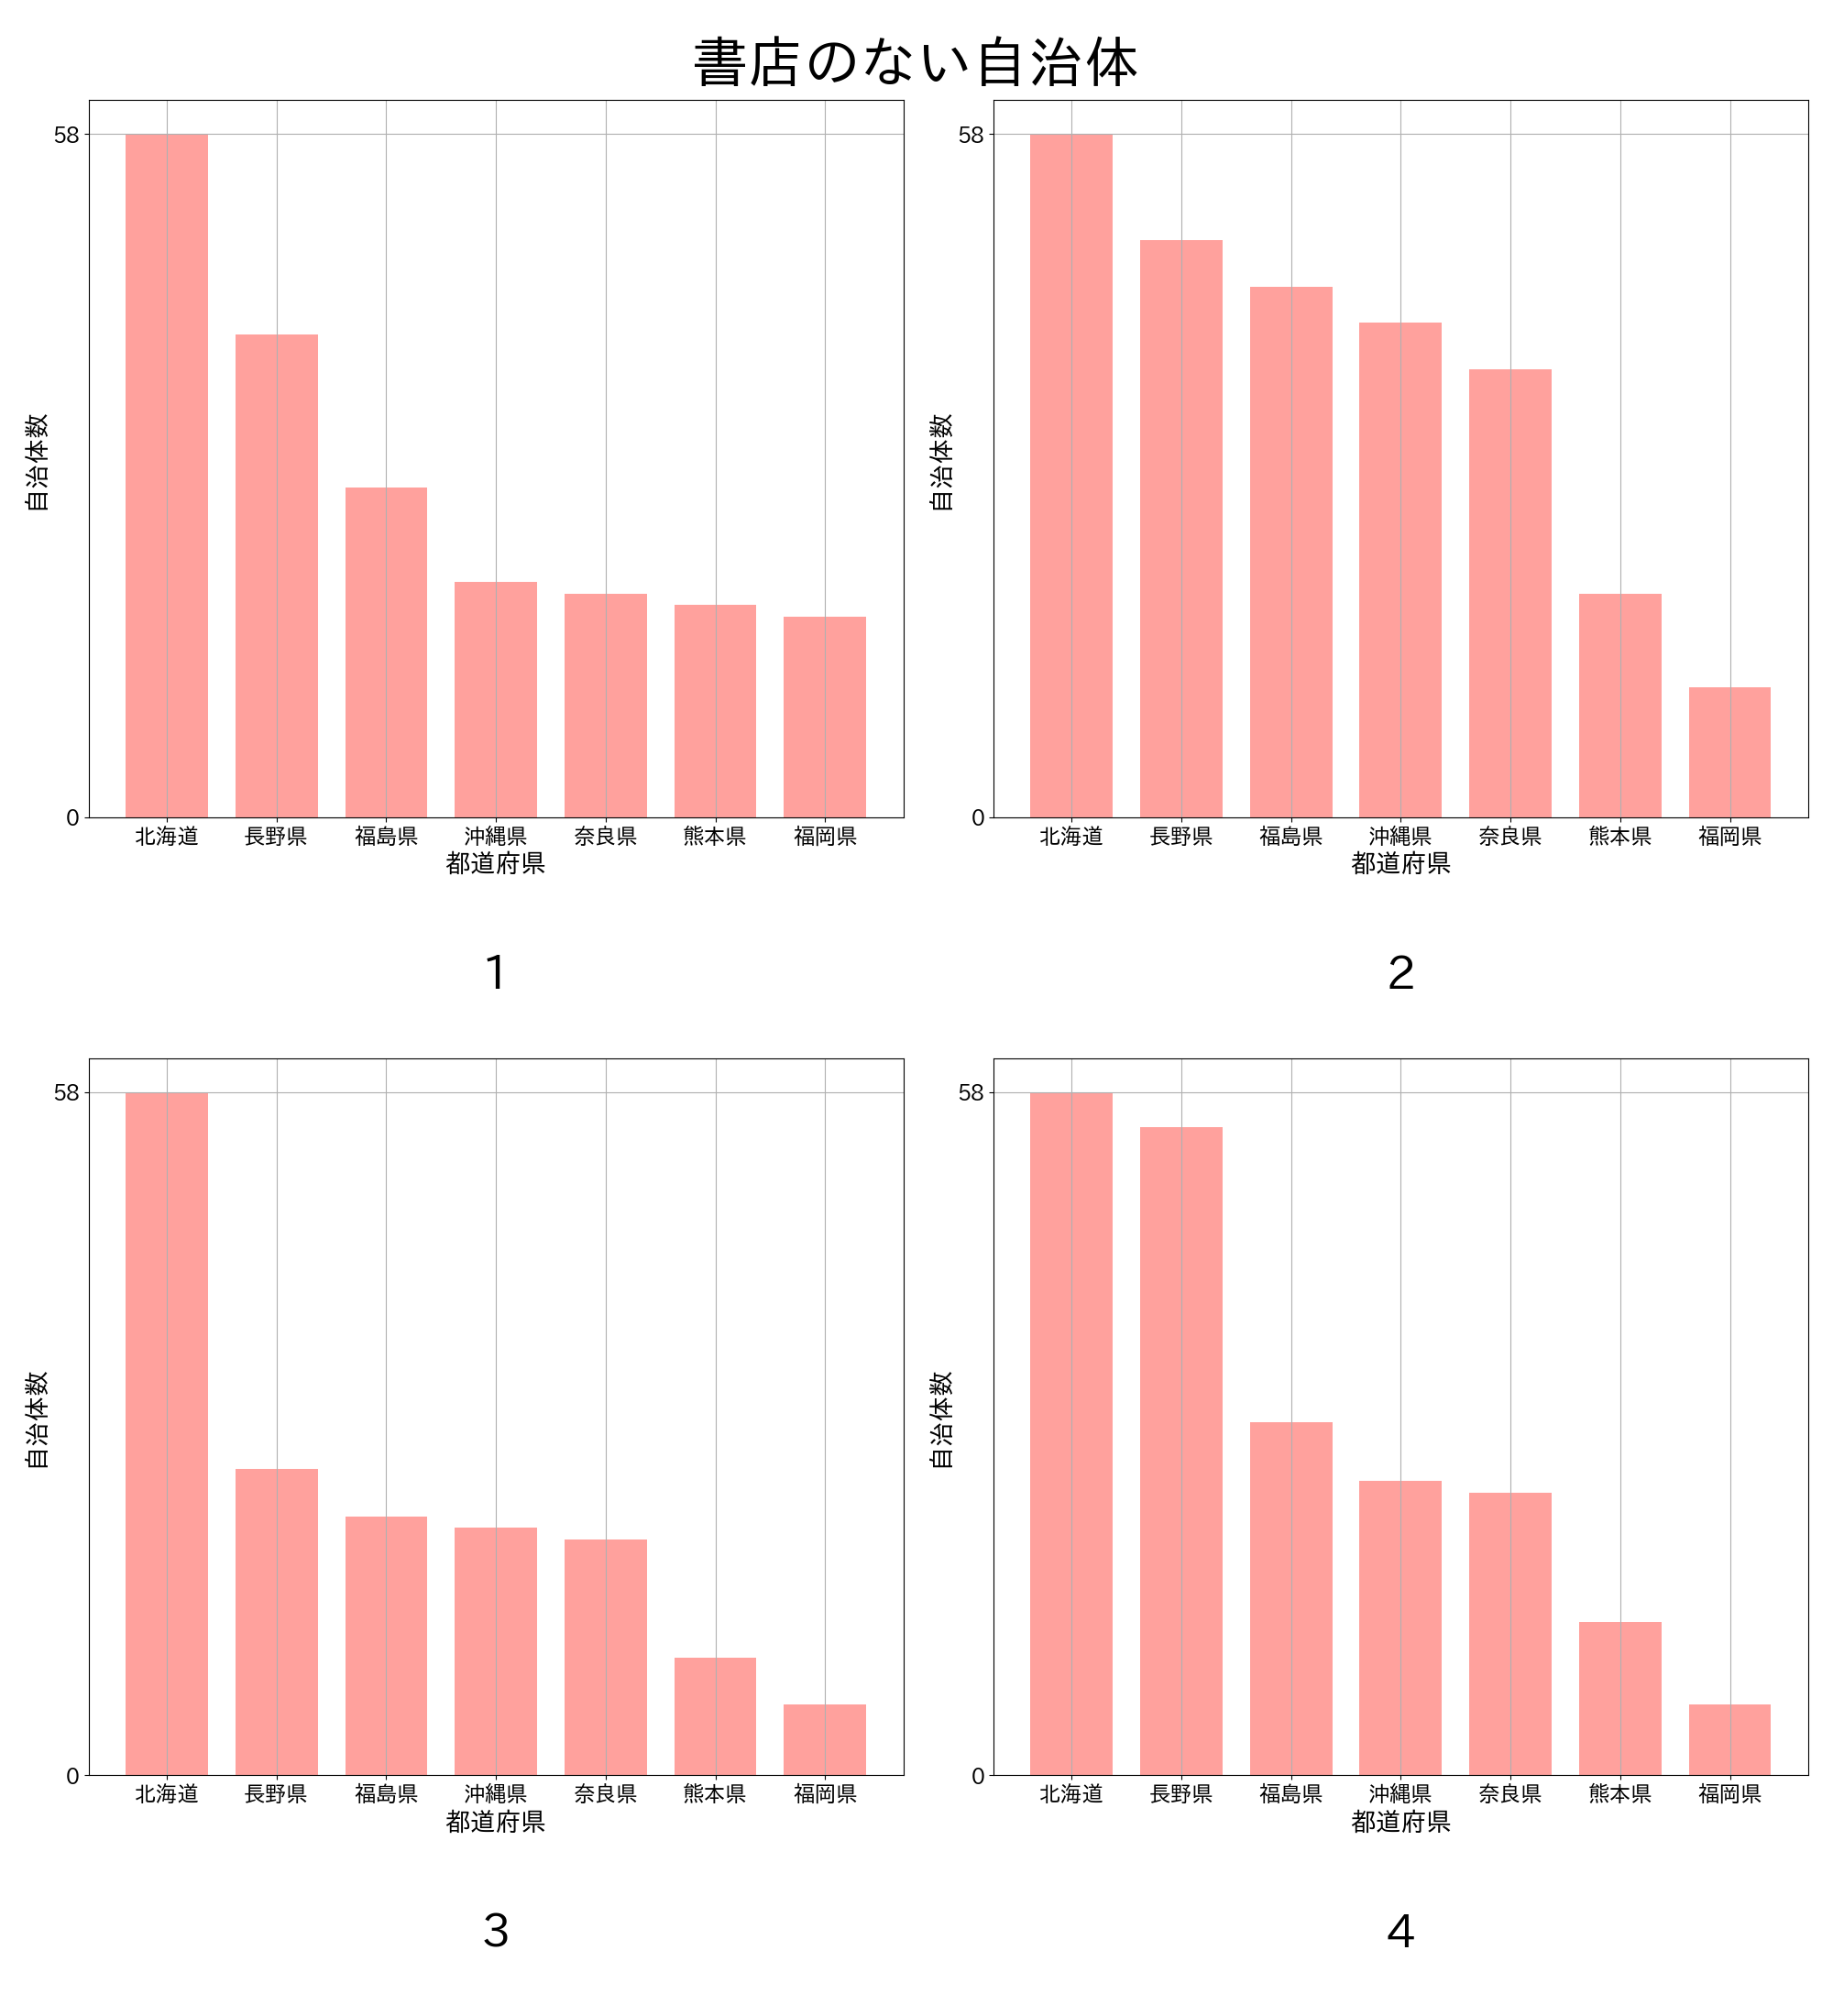 書店のない自治体
58
0
自治体数
北海道 長野県 福島県 沖縄県 奈良県 熊本県 福岡県
都道府県
1
58
0
自治体数
北海道 長野県 福島県 沖縄県 奈良県 熊本県 福岡県
都道府県
2
58
0
自治体数
北海道 長野県 福島県 沖縄県 奈良県 熊本県 福岡県
都道府県
3
58
0
自治体数
北海道 長野県 福島県 沖縄県 奈良県 熊本県 福岡県
都道府県
4